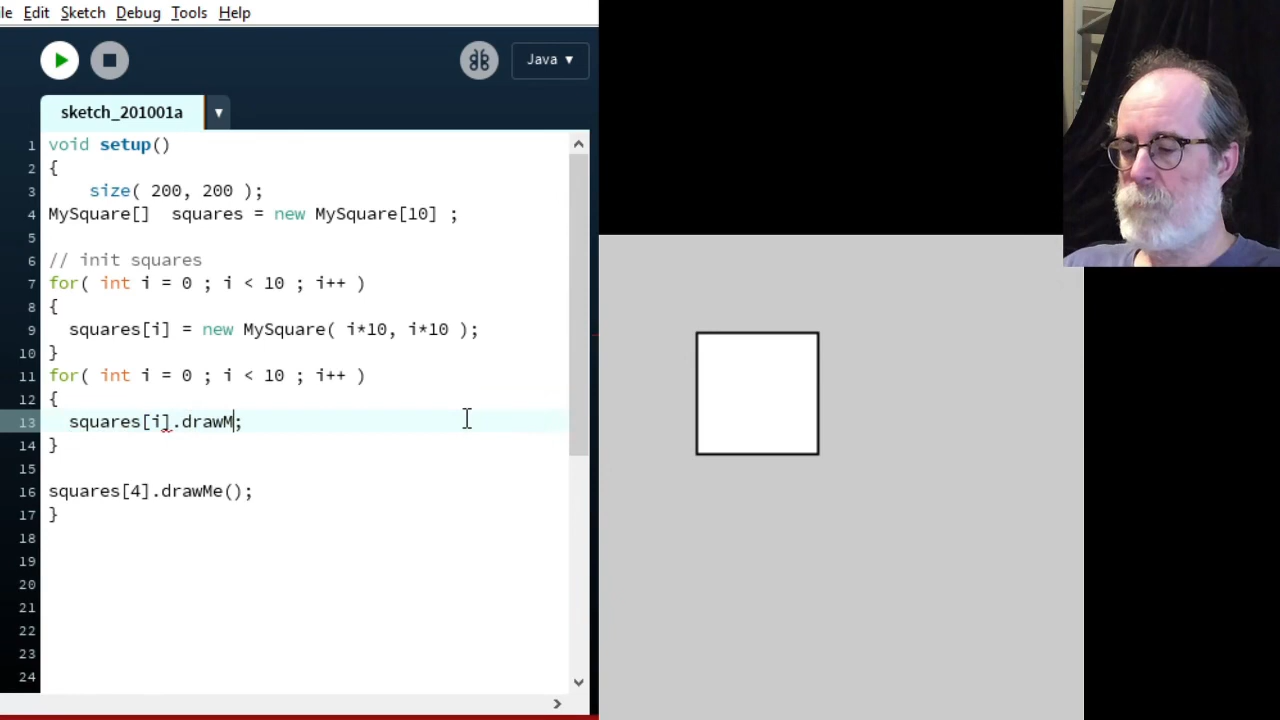 le Edit Sketch Debug Tools Help
Java ▼
sketch_201001a ▼
1 void setup()
2 {
3 size( 200, 200 );
4 MySquare[] squares = new MySquare[10] ;
5
6 // init squares
7 for( int i = 0 ; i < 10 ; i++ )
8 {
9 squares[i] = new MySquare( i*10, i*10 );
10 }
11 for( int i = 0 ; i < 10 ; i++ )
12 {
13 squares[i].drawM;
14 }
15
16 squares[4].drawMe();
17 }
18
19
20
21
22
23
24